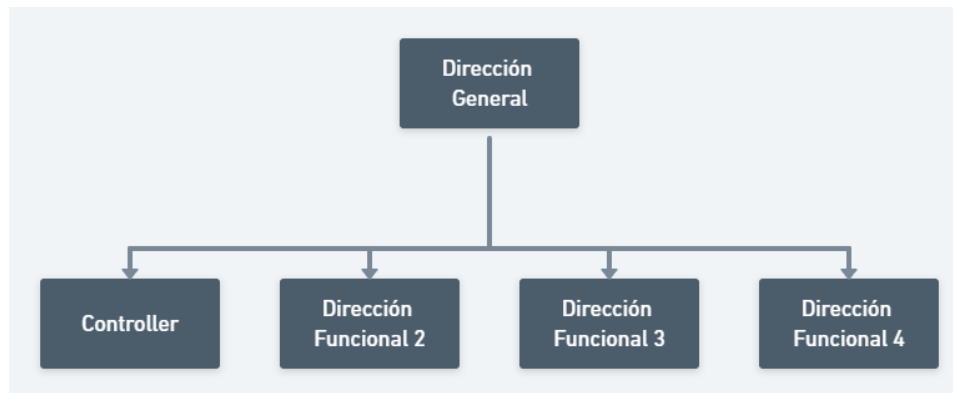 Dirección
General
Controller
Dirección
Funcional 2
Dirección
Funcional 3
Dirección
Funcional 4